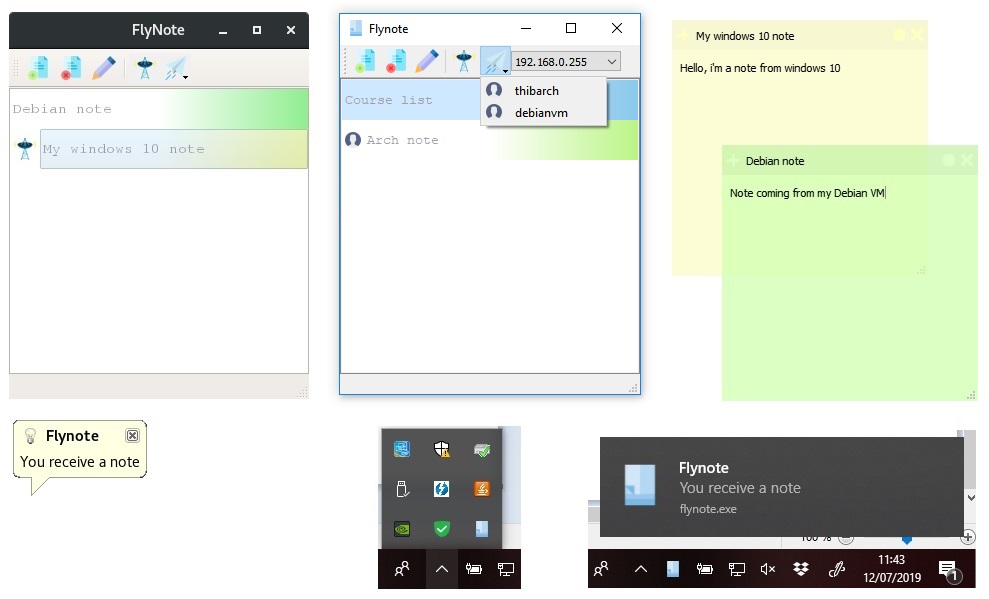 FlyNote
Debian note
My windows 10 note
Flynote
192.168.0.255
Course list
thibarch
debianvm
Arch note
My windows 10 note
Hello, i'm a note from windows 10
Debian note
Note coming from my Debian VM
Flynote
You receive a note
Flynote
You receive a note
flynote.exe
100 %
11:43
12/07/2019
1